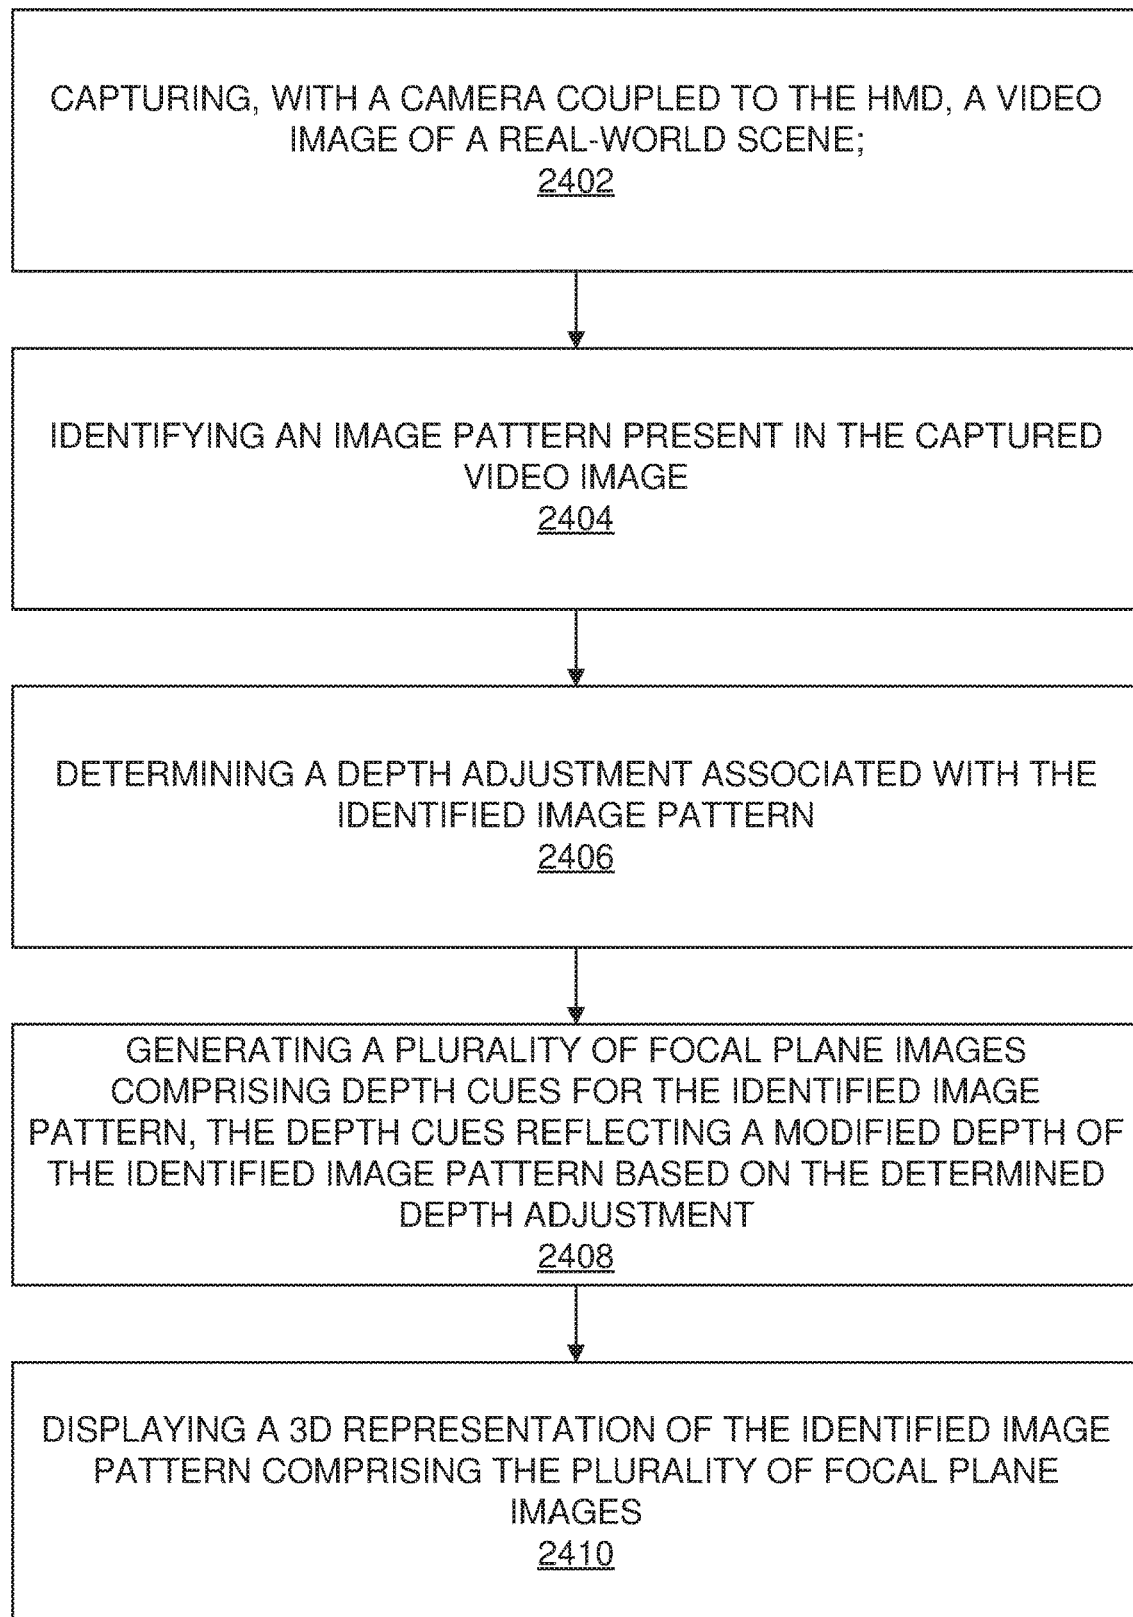 CAPTURING, WITH A CAMERA COUPLED TO THE HMD, A VIDEO
IMAGE OF A REAL-WORLD SCENE;
2402
IDENTIFYING AN IMAGE PATTERN PRESENT IN THE CAPTURED
VIDEO IMAGE
2404
DETERMINING A DEPTH ADJUSTMENT ASSOCIATED WITH THE
IDENTIFIED IMAGE PATTERN
2406
GENERATING A PLURALITY OF FOCAL PLANE IMAGES
COMPRISING DEPTH CUES FOR THE IDENTIFIED IMAGE
PATTERN, THE DEPTH CUES REFLECTING A MODIFIED DEPTH OF
THE IDENTIFIED IMAGE PATTERN BASED ON THE DETERMINED
DEPTH ADJUSTMENT
2408
DISPLAYING A 3D REPRESENTATION OF THE IDENTIFIED IMAGE
PATTERN COMPRISING THE PLURALITY OF FOCAL PLANE
IMAGES
2410